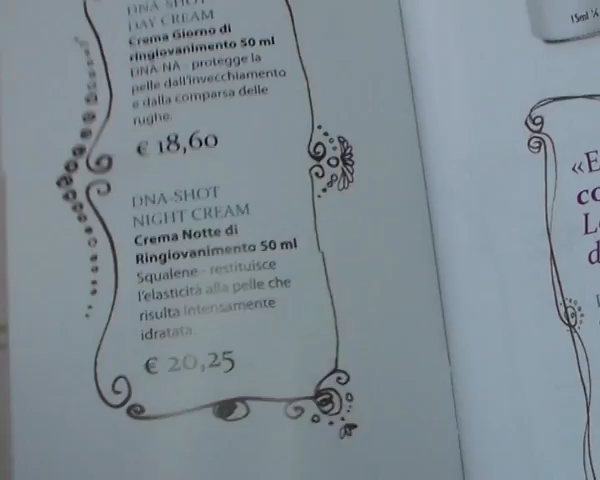 DNA-SHOT
DAY CREAM
Crema Giorno di
ringiovanimento 50 ml
DNA NA - protegge la
pelle dall'invecchiamento
e dalla comparsa delle
rughe.
€ 18,60
DNA-SHOT
NIGHT CREAM
Crema Notte di
Ringiovanimento 50 ml
Squalene - restituisce
l'elasticità alla pelle che
risulta intensamente
idratata.
€ 20,25
15ml
«E
co
L
d